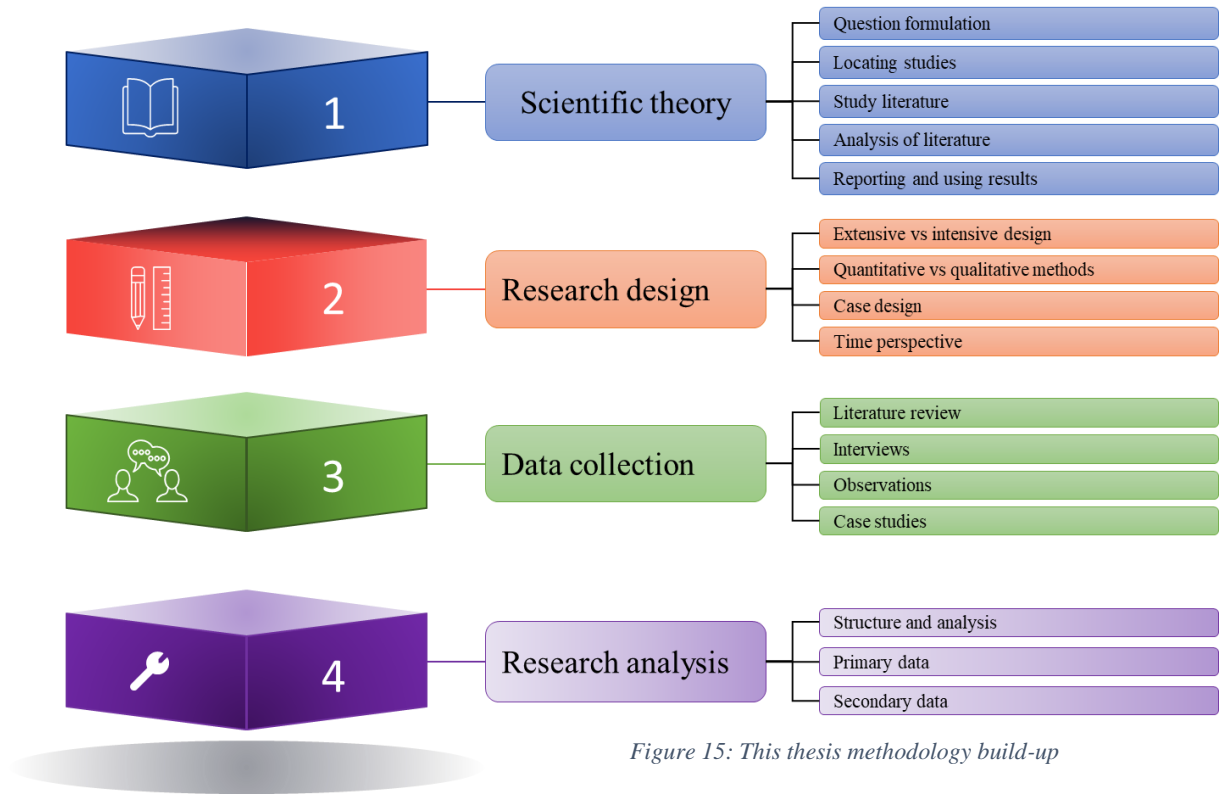 1
Scientific theory
Question formulation
Locating studies
Study literature
Analysis of literature
Reporting and using results
2
Research design
Extensive vs intensive design
Quantitative vs qualitative methods
Case design
Time perspective
3
Data collection
Literature review
Interviews
Observations
Case studies
4
Research analysis
Structure and analysis
Primary data
Secondary data
Figure 15: This thesis methodology build-up